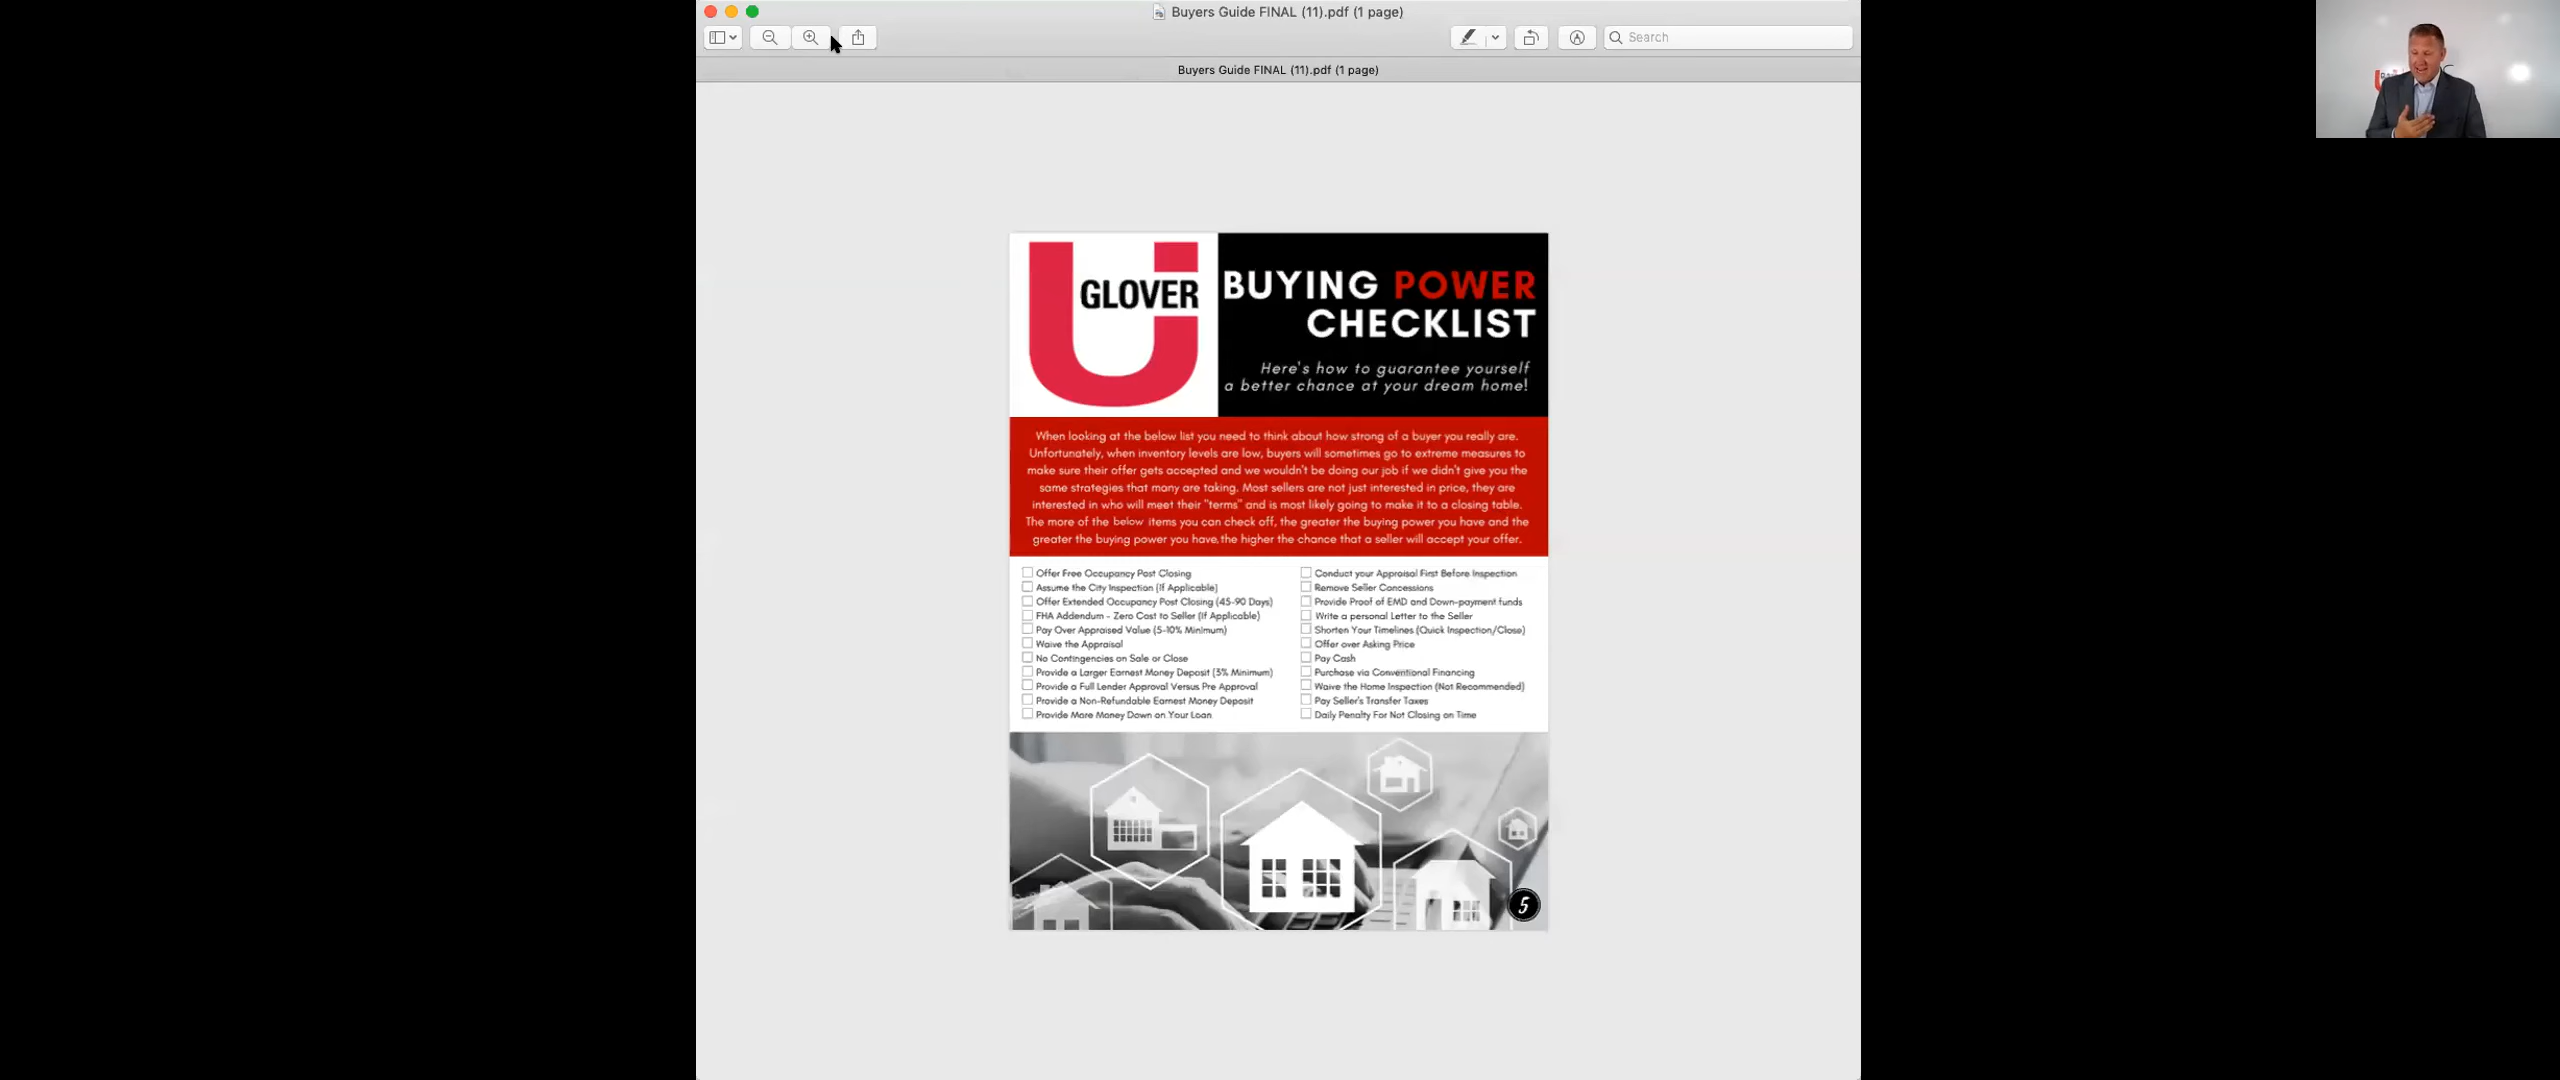 Buyers Guide FINAL (11).pdf (1 page)
Search
Buyers Guide FINAL (11).pdf (1 page)
GLOVER
U
BUYING POWER
CHECKLIST
Here's how to guarantee yourself
a better chance at your dream home!
When looking at the below list you need to think about how strong of a buyer you really are.
Unfortunately, when inventory levels are low, buyers will sometimes go to extreme measures to
make sure their offer gets accepted and we wouldn't be doing our job if we didn't give you the
same strategies that many are taking. Most sellers are not just interested in price, they are
interested in who will meet their "terms" and is most likely going to make it to a closing table.
The more of the below items you can check off, the greater the buying power you have and the
greater the buying power you have, the higher the chance that a seller will accept your offer.
Offer Free Occupancy Post Closing
Assume the City Inspection (If Applicable)
Offer Extended Occupancy Post Closing (45-90 Days)
FHA Addendum - Zero Cost to Seller (If Applicable)
Pay Over Appraised Value (5-10% Minimum)
Waive the Appraisal
No Contingencies on Sale or Close
Provide a Larger Earnest Money Deposit (3% Minimum)
Provide a Full Lender Approval Versus Pre Approval
Provide a Non-Refundable Earnest Money Deposit
Provide More Money Down on Your Loan
Conduct your Appraisal First Before Inspection
Remove Seller Concessions
Provide Proof of EMD and Down-payment funds
Write a personal Letter to the Seller
Shorten Your Timelines (Quick Inspection/Close)
Offer over Asking Price
Pay Cash
Purchase via Conventional Financing
Waive the Home Inspection (Not Recommended)
Pay Seller's Transfer Taxes
Daily Penalty For Not Closing on Time
5